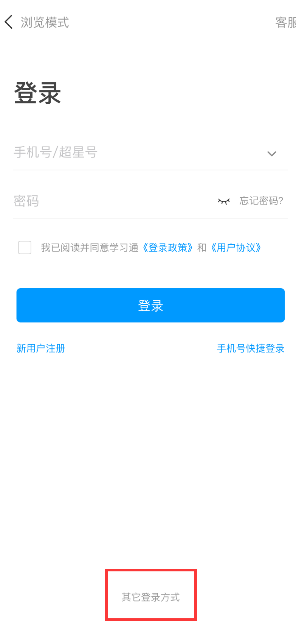 浏览模式 客服
登录
手机号/超星号
密码 忘记密码?
我已阅读并同意学习通《登录政策》和《用户协议》
登录
新用户注册 手机号快捷登录
其它登录方式